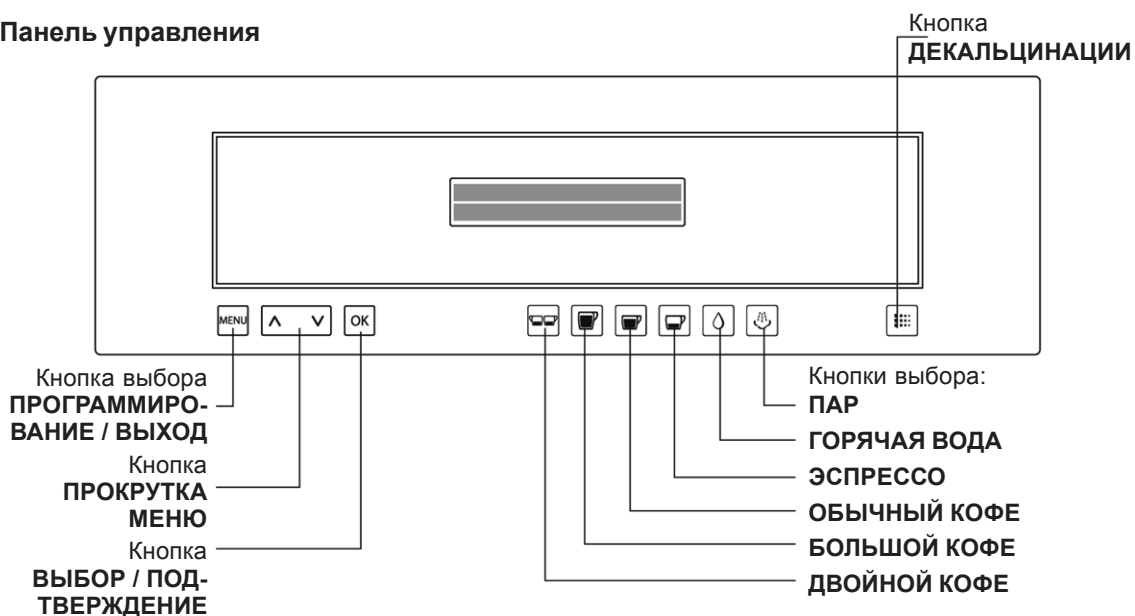 Панель управления
Кнопка
ДЕКАЛЬЦИНАЦИИ
MENU
OK
Кнопка выбора
ПРОГРАММИРО-
ВАНИЕ / ВЫХОД
Кнопка
ПРОКРУТКА
МЕНЮ
Кнопка
ВЫБОР / ПОД-
ТВЕРЖДЕНИЕ
Кнопки выбора:
ПАР
ГОРЯЧАЯ ВОДА
ЭСПРЕССО
ОБЫЧНЫЙ КОФЕ
БОЛЬШОЙ КОФЕ
ДВОЙНОЙ КОФЕ